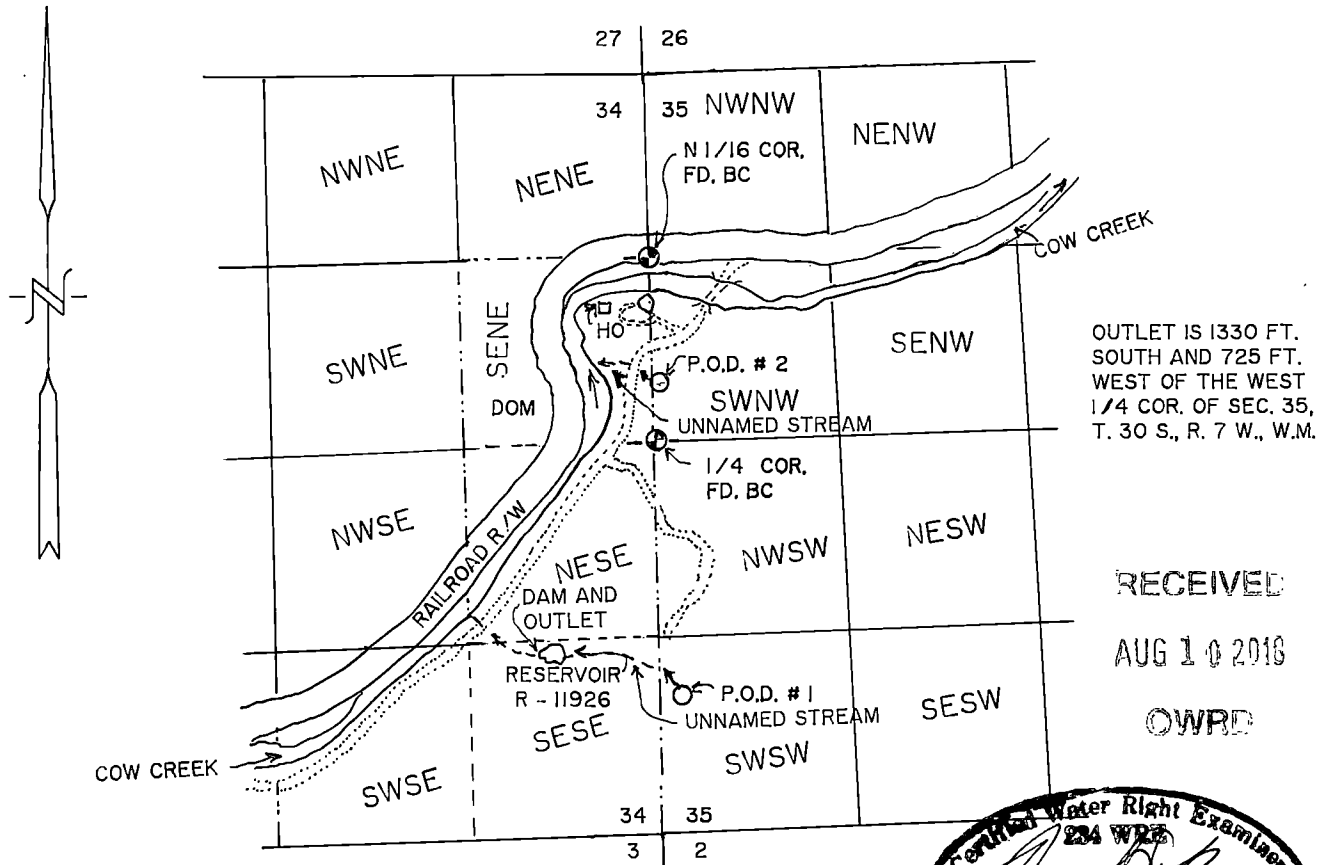 27 26
34 35 NWNW
NENW
NWNE
NENE
N 1/16 COR.
FD. BC
COW CREEK
SENE
HO
SENW
SWNE
P.O.D. # 2
DOM
SWNW
UNNAMED STREAM
1/4 COR.
FD. BC
OUTLET IS 1330 FT.
SOUTH AND 725 FT.
WEST OF THE WEST
1/4 COR. OF SEC. 35,
T. 30 S., R. 7 W., W.M.
N
NWSE
RAILROAD R/W
NESE
NWSW
NESW
DAM AND
OUTLET
RESERVOIR
R - 11926
P.O.D. # 1
UNNAMED STREAM
SESE
SWSW
SESW
COW CREEK
SWSE
34 35
3 2
RECEIVED
AUG 10 2018
OWRD
Certified Water Right Examiner
234 WRE